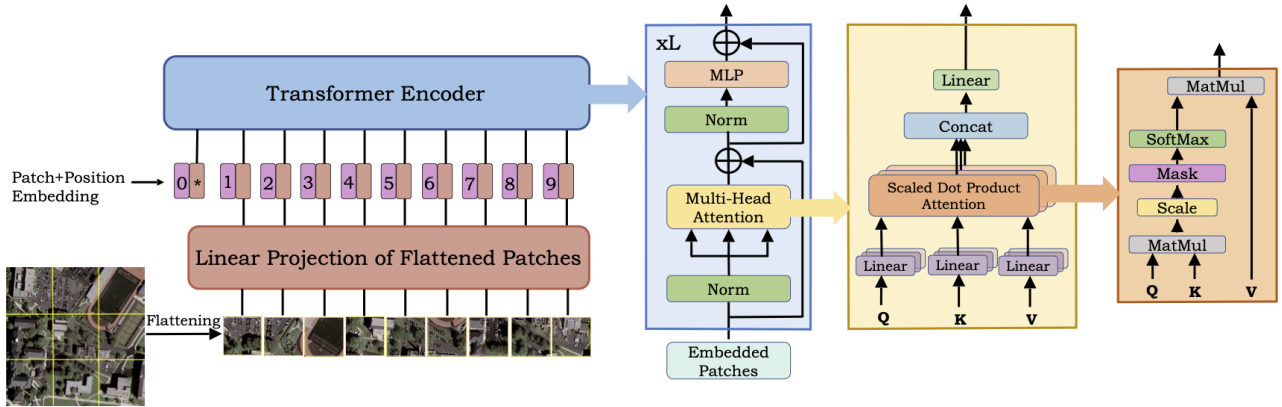 Transformer Encoder
Patch+Position
Embedding
0 *
1
2
3
4
5
6
7
8
9
Linear Projection of Flattened Patches
Flattening
xL
MLP
Norm
Multi-Head
Attention
Norm
Embedded
Patches
Linear
Concat
Scaled Dot Product
Attention
Linear
Linear
Linear
Q
K
V
MatMul
SoftMax
Mask
Scale
MatMul
Q
K
V